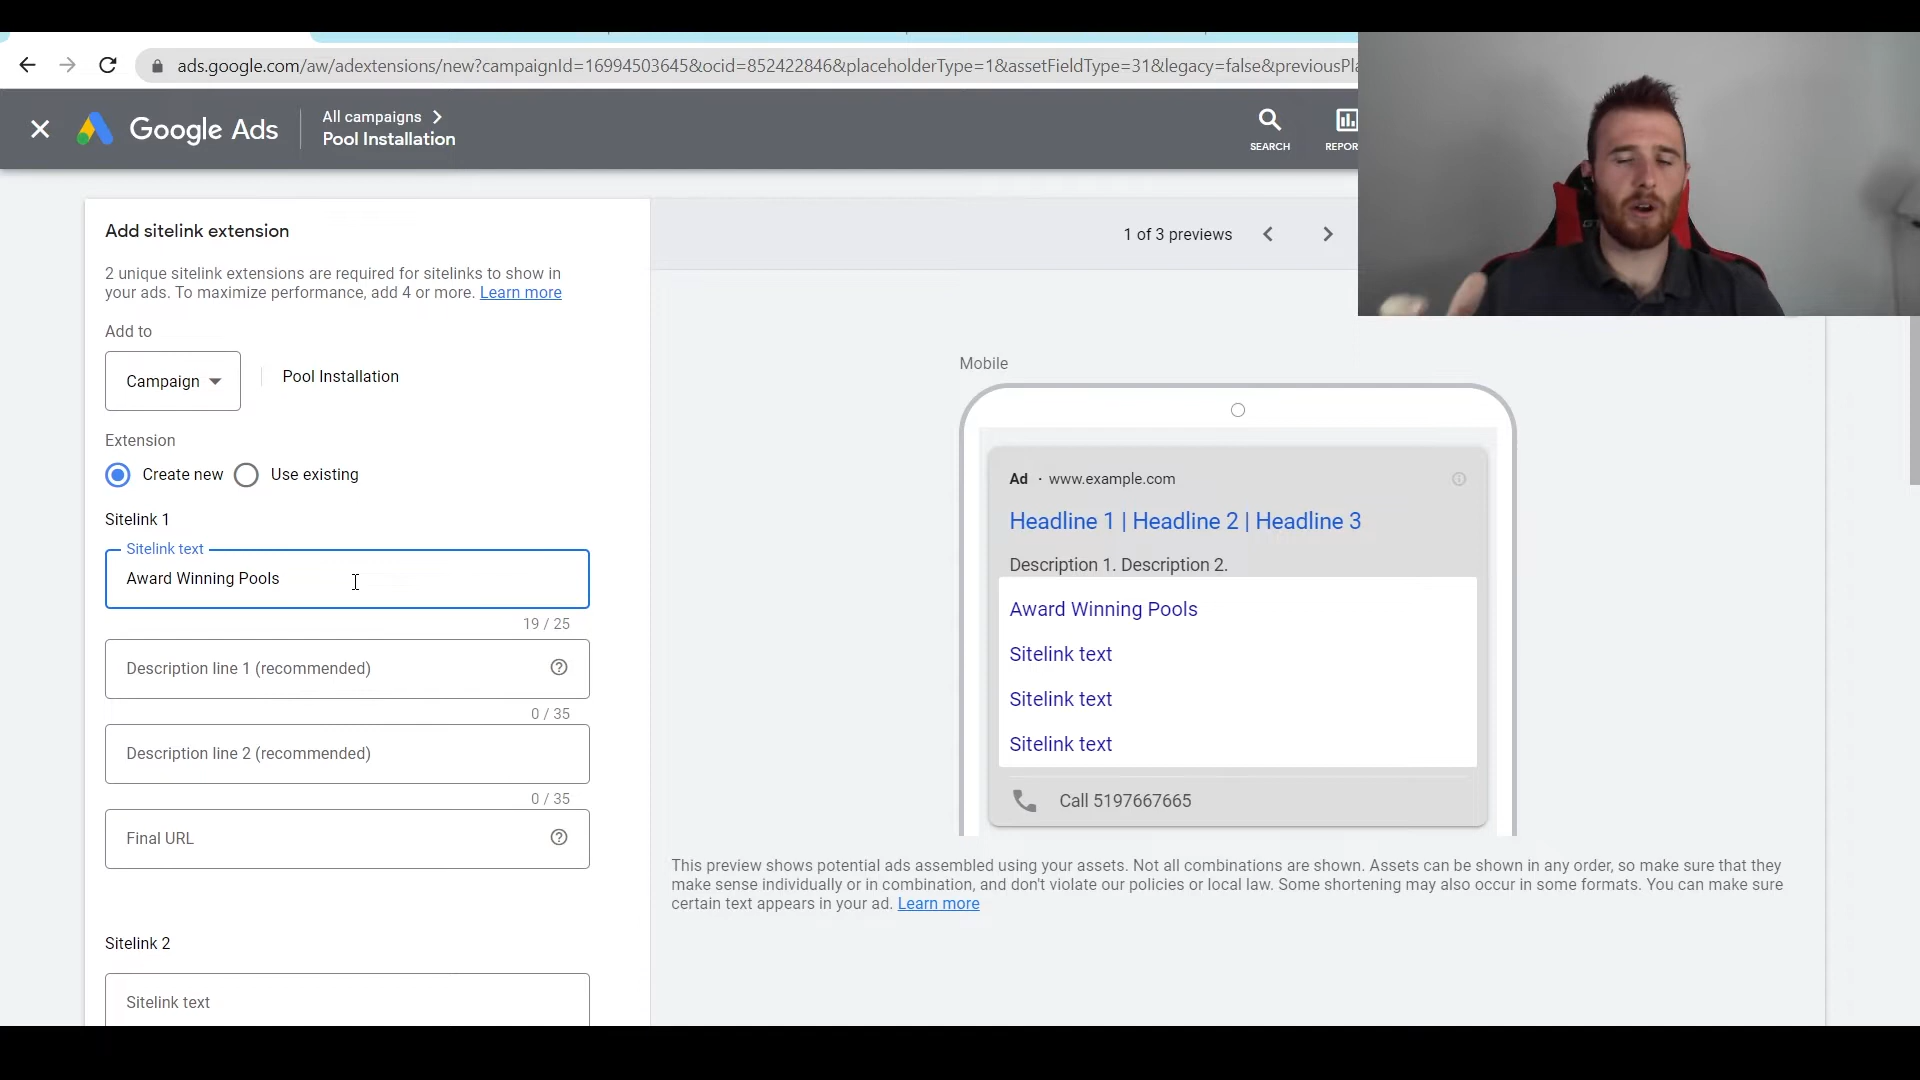 ads.google.com/aw/adextensions/new?campaignId=16994503645&ocid=852422846&placeholderType=1&assetFieldType=31&legacy=false&previousPla
Google Ads
All campaigns
Pool Installation
SEARCH
REPOR
Add sitelink extension
2 unique sitelink extensions are required for sitelinks to show in
your ads. To maximize performance, add 4 or more. Learn more
Add to
Campaign
Pool Installation
Extension
Create new
Use existing
Sitelink 1
Sitelink text
Award Winning Pools
19 / 25
Description line 1 (recommended)
0 / 35
Description line 2 (recommended)
0 / 35
Final URL
Sitelink 2
Sitelink text
1 of 3 previews
Mobile
Ad · www.example.com
Headline 1 | Headline 2 | Headline 3
Description 1. Description 2.
Award Winning Pools
Sitelink text
Sitelink text
Sitelink text
Call 5197667665
This preview shows potential ads assembled using your assets. Not all combinations are shown. Assets can be shown in any order, so make sure that they
make sense individually or in combination, and don't violate our policies or local law. Some shortening may also occur in some formats. You can make sure
certain text appears in your ad. Learn more